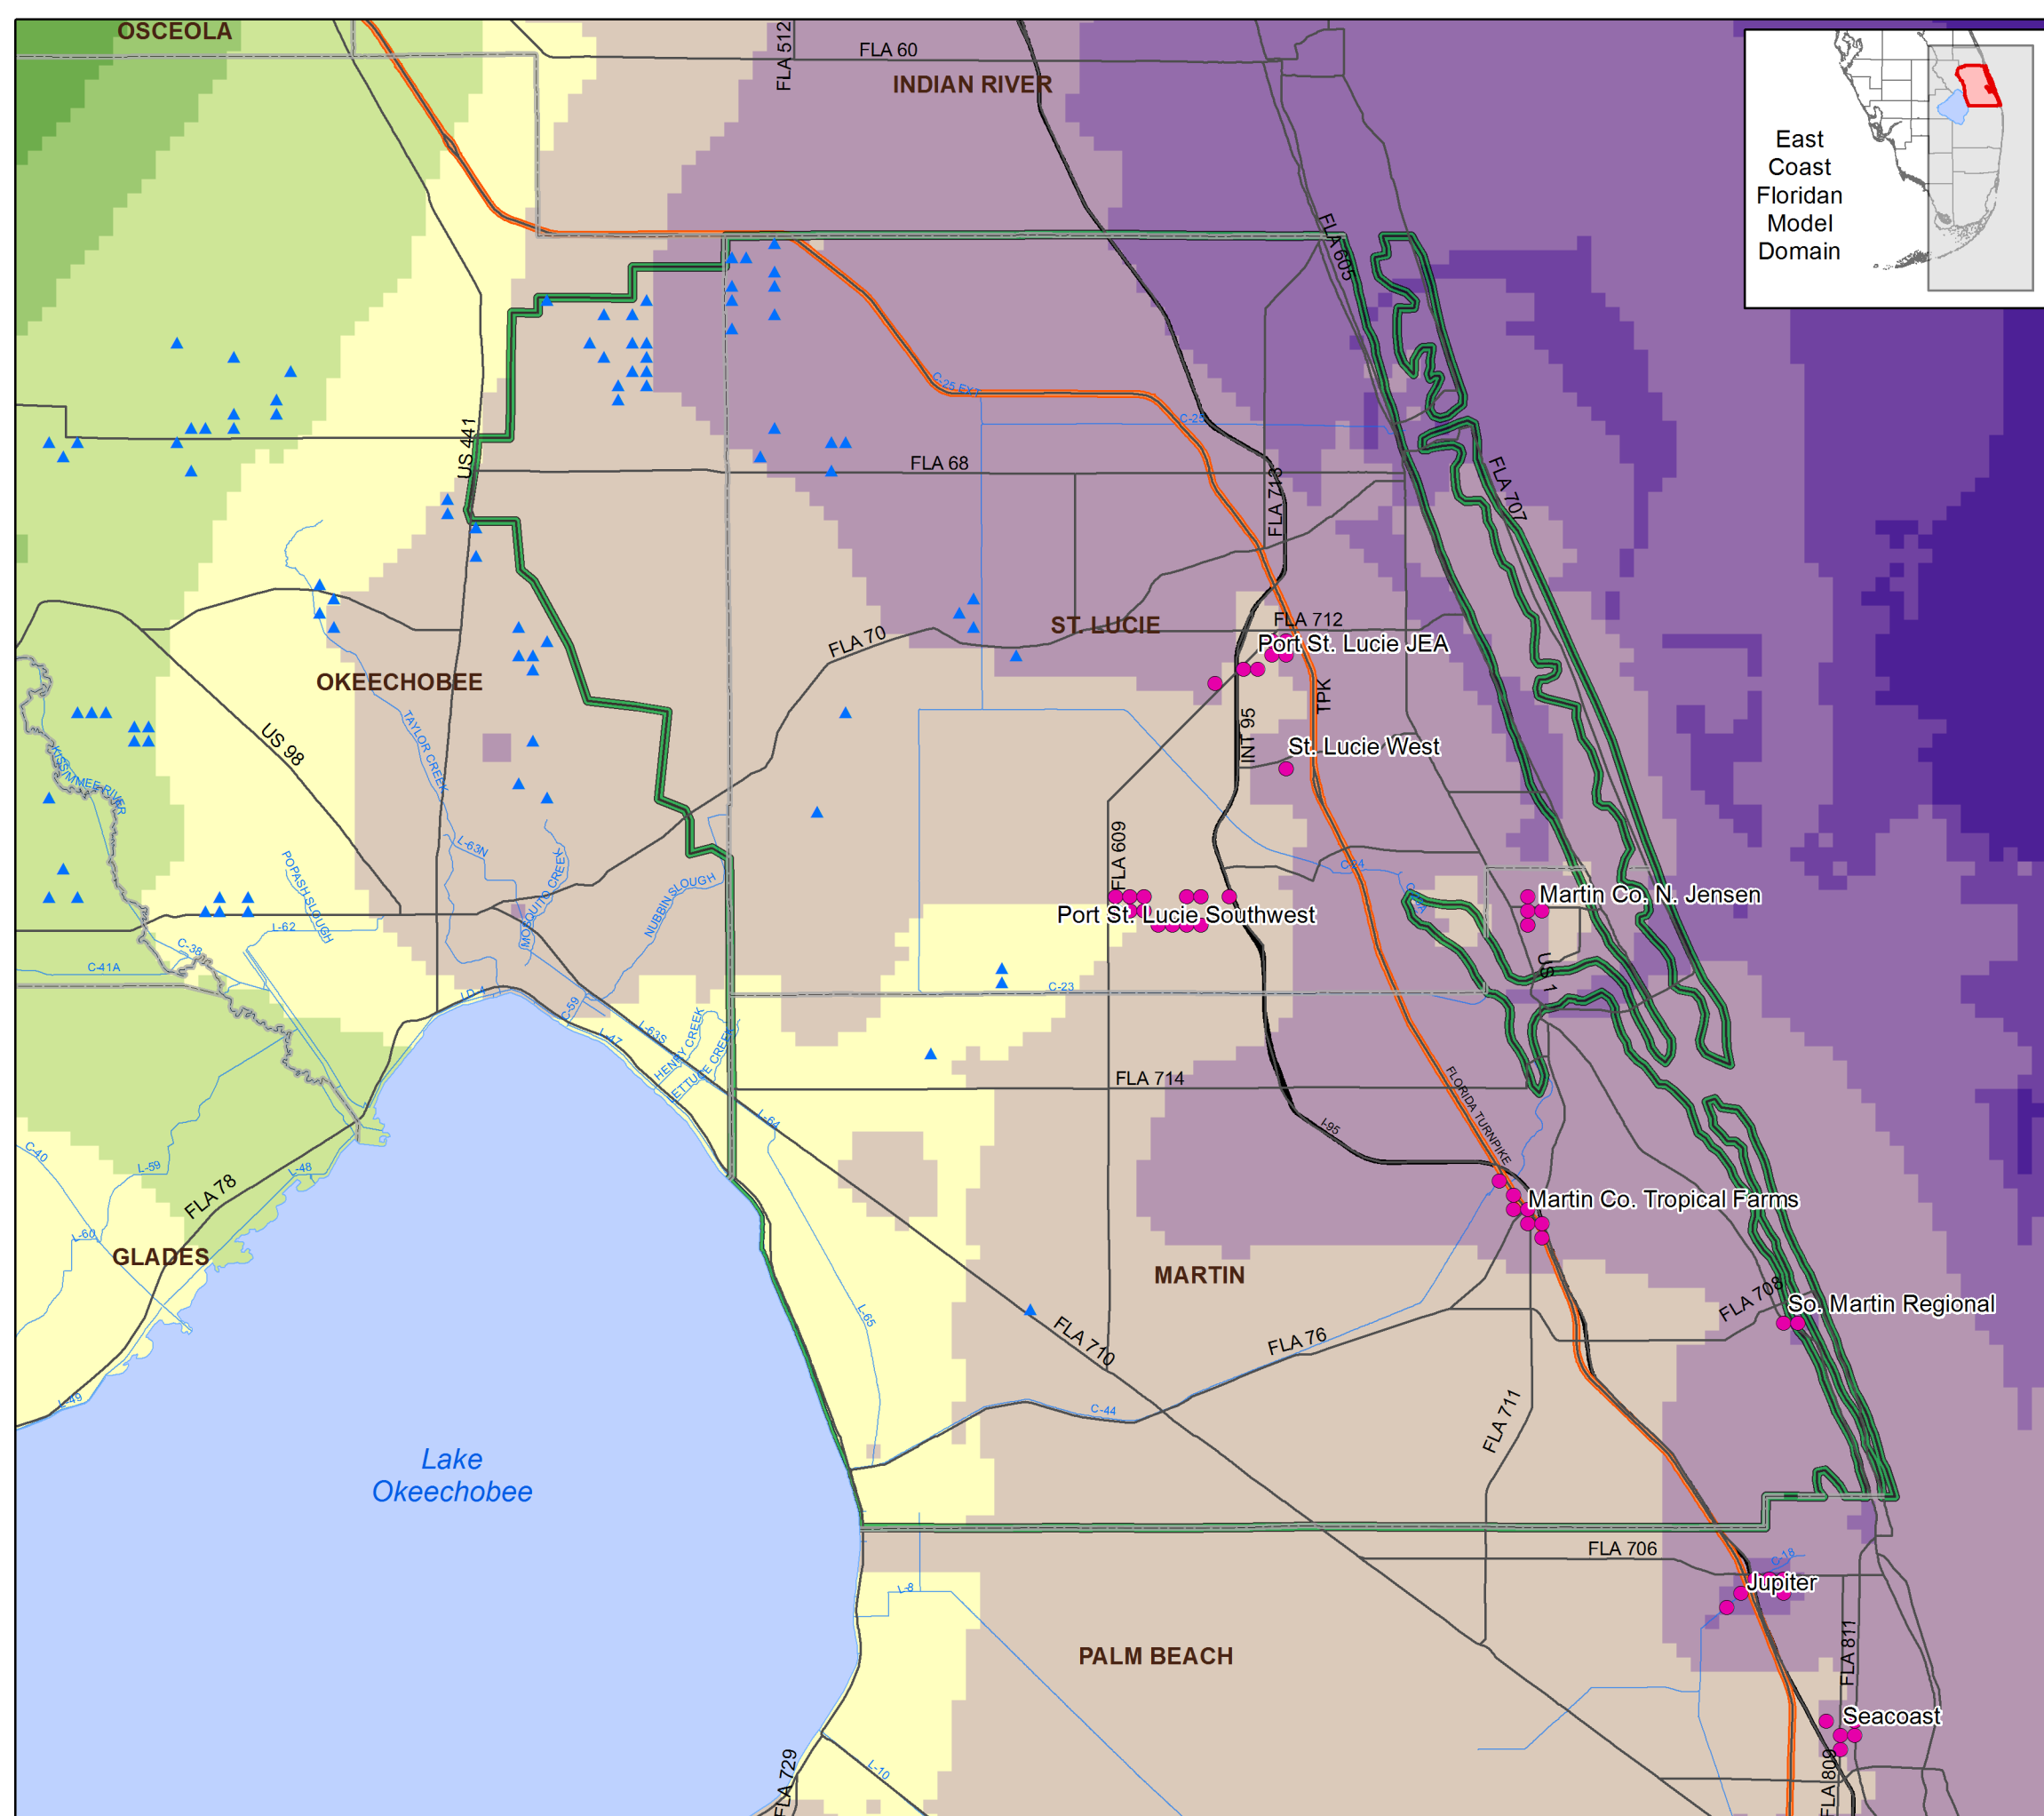 OSCEOLA
FLA 512
FLA 60
INDIAN RIVER
East
Coast
Floridan
Model
Domain
FLA 605
C-25 EXT
C-25
US 441
FLA 68
FLA 713
FLA 707
FLA 712
ST. LUCIE
Port St. Lucie JEA
FLA 70
OKEECHOBEE
TPK
INT 95
US 98
TAYLOR CREEK
St. Lucie West
KISSIMMEE RIVER
FLA 609
L-63N
POPASH SLOUGH
MOSQUITO CREEK
NUBBIN SLOUGH
C-24
Martin Co. N. Jensen
Port St. Lucie Southwest
L-62
C-38
C-41A
US 1
C-23
LD-4
C-59
L-47
L-63S
HENRY CREEK
LETTUCE CREEK
FLA 714
FLORIDA TURNPIKE
L-64
I-95
C-40
L-59
L-48
FLA 78
Martin Co. Tropical Farms
L-60
GLADES
MARTIN
FLA 708
So. Martin Regional
L-65
FLA 710
FLA 76
L-49
C-44
FLA 711
Lake
Okeechobee
FLA 706
C-18
Jupiter
L-8
PALM BEACH
FLA 811
Seacoast
FLA 729
L-10
FLA 809